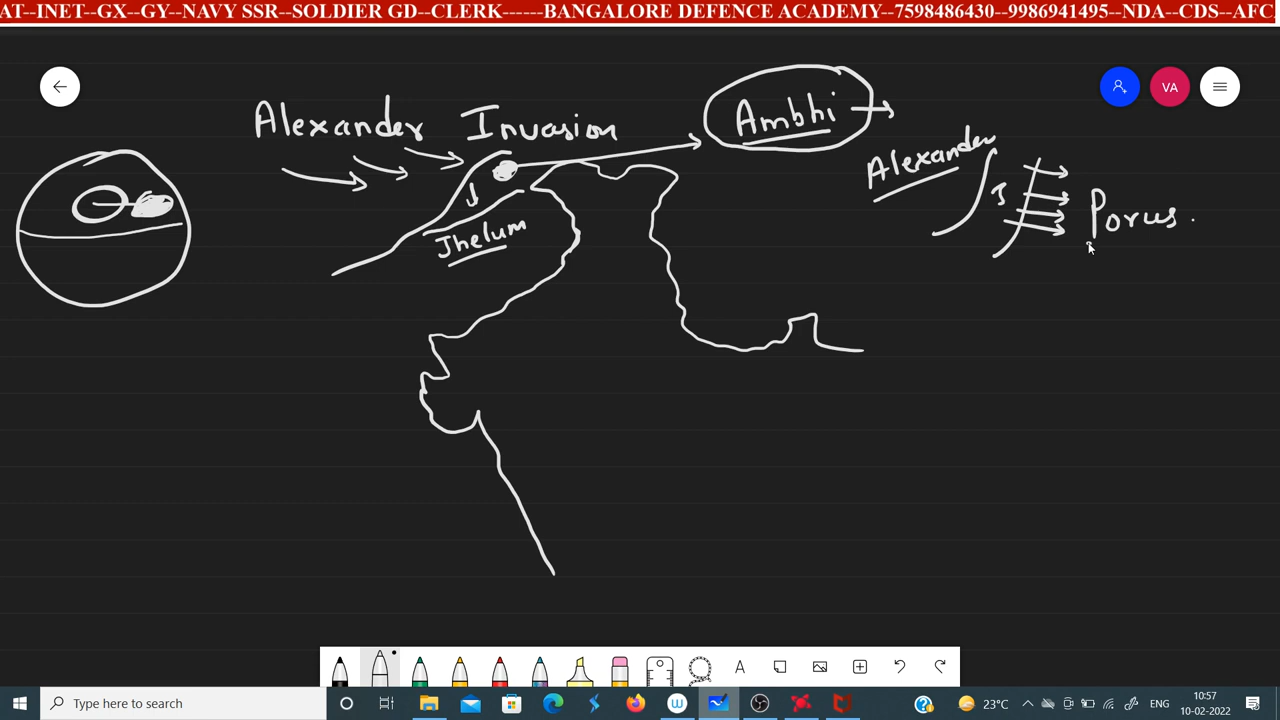 AT--INET--GX--GY--NAVY SSR--SOLDIER GD--CLERK------BANGALORE DEFENCE ACADEMY--7598486430--9986941495--NDA--CDS--AFC
VA
Alexander Invasion
Ambhi
Alexander
Jhelum
J
Porus.
A
Type here to search
23°C
ENG
10:57
10-02-2022